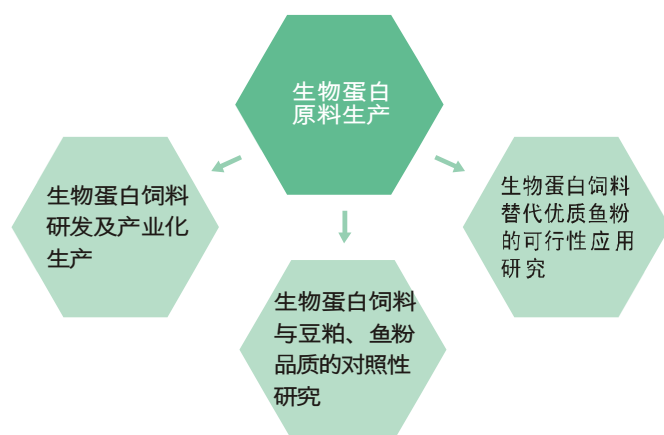 生物蛋白
原料生产
生物蛋白饲料
研发及产业化
生产
生物蛋白饲料
与豆粕、鱼粉
品质的对照性
研究
生物蛋白饲料
替代优质鱼粉
的可行性应用
研究